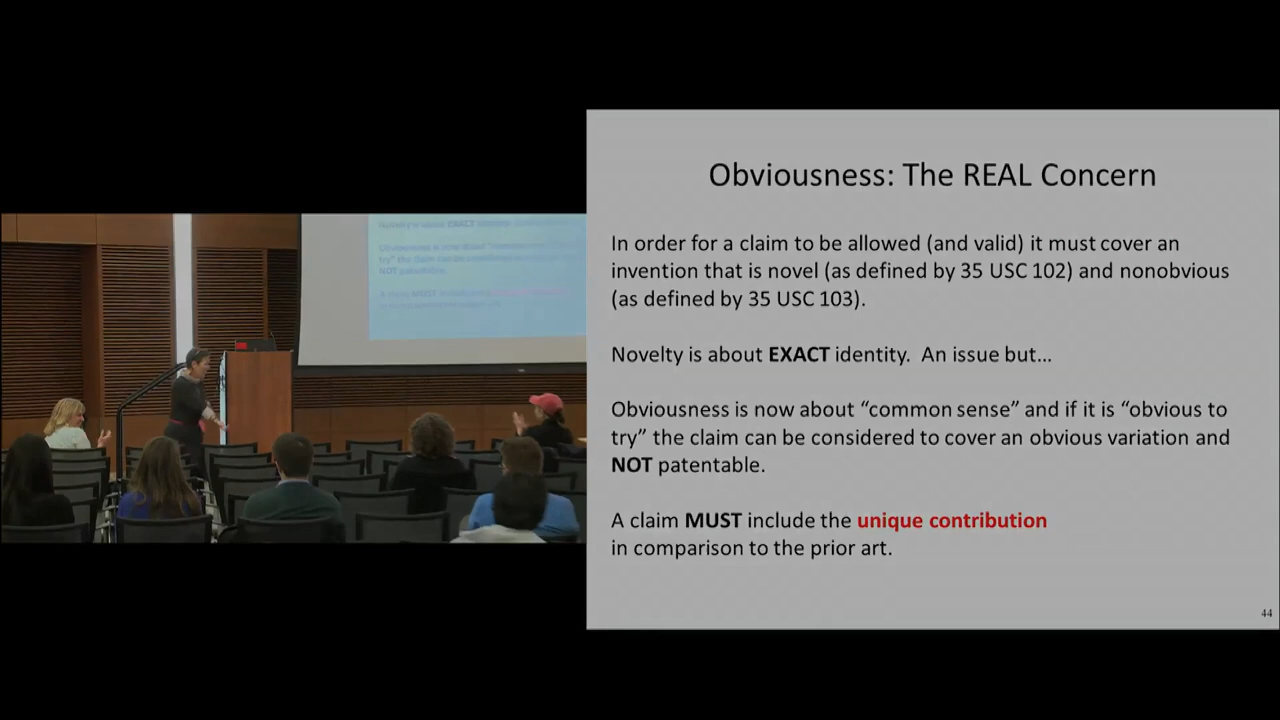 Obviousness: The REAL Concern
In order for a claim to be allowed (and valid) it must cover an
invention that is novel (as defined by 35 USC 102) and nonobvious
(as defined by 35 USC 103).
Novelty is about EXACT identity.  An issue but…
Obviousness is now about “common sense” and if it is “obvious to
try” the claim can be considered to cover an obvious variation and
NOT patentable.
A claim MUST include the unique contribution
in comparison to the prior art.
44